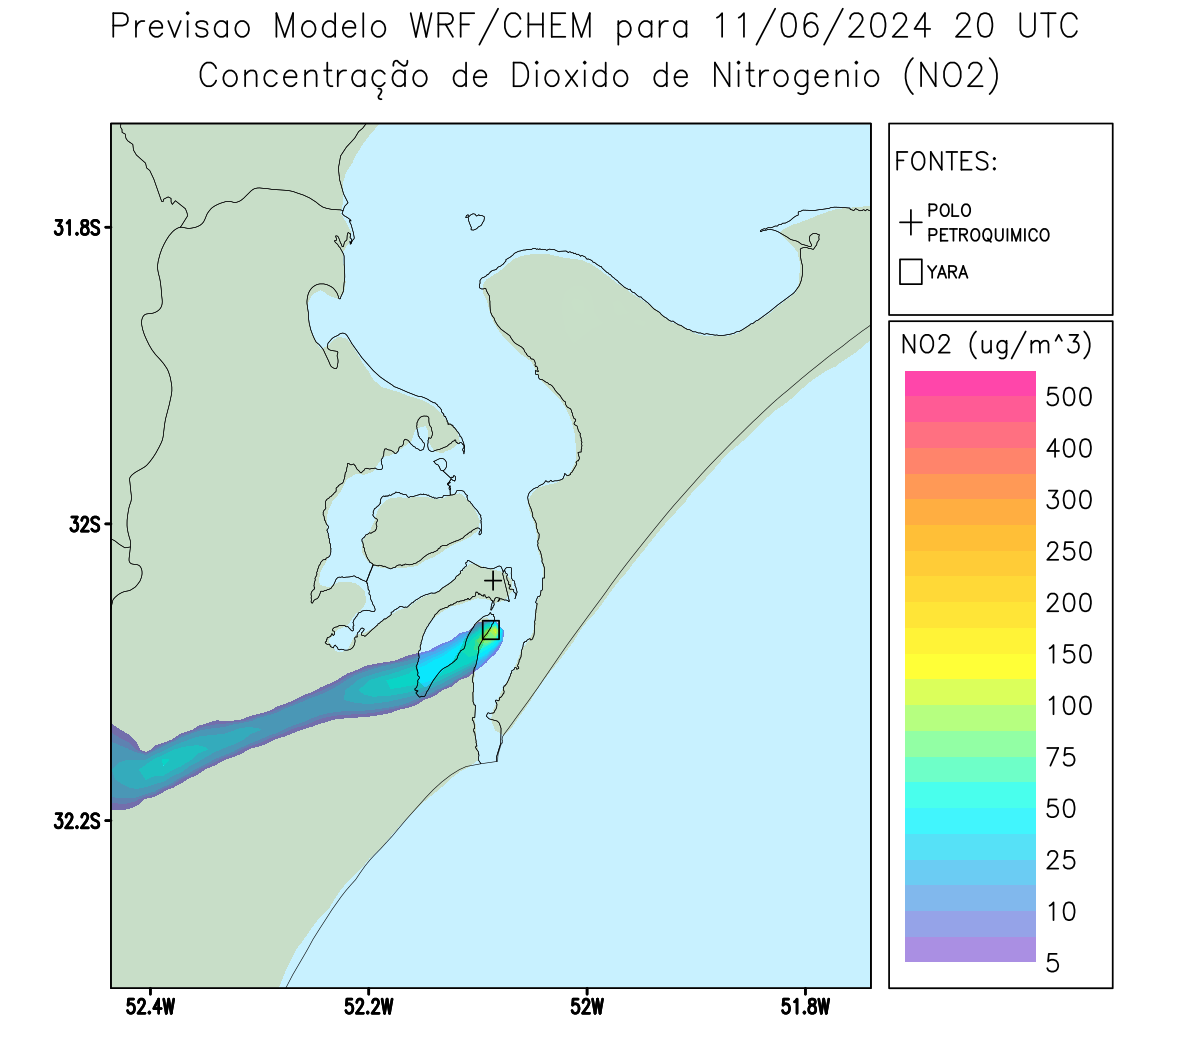 Previsao Modelo WRF/CHEM para 11/06/2024 20 UTC
Concentração de Dioxido de Nitrogenio (NO2)
FONTES:
POLO
PETROQUIMICO
YARA
31.8S
32S
32.2S
52.4W
52.2W
52W
51.8W
NO2 (ug/m^3)
500
400
300
250
200
150
100
75
50
25
10
5